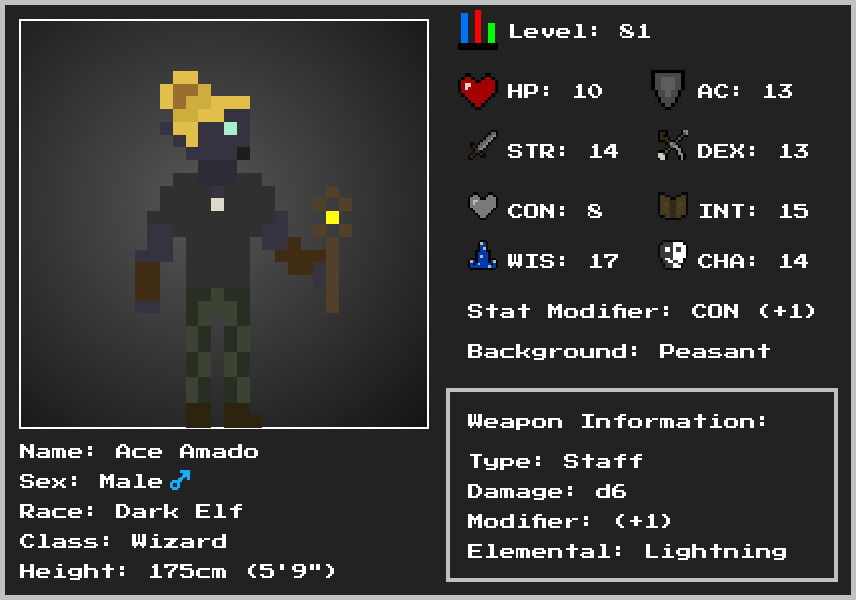 Level: 81
HP: 10
AC: 13
STR: 14
DEX: 13
CON: 8
INT: 15
WIS: 17
CHA: 14
Stat Modifier: CON (+1)
Background: Peasant
Weapon Information:
Type: Staff
Damage: d6
Modifier: (+1)
Elemental: Lightning
Name: Ace Amado
Sex: Male♂
Race: Dark Elf
Class: Wizard
Height: 175cm (5'9")